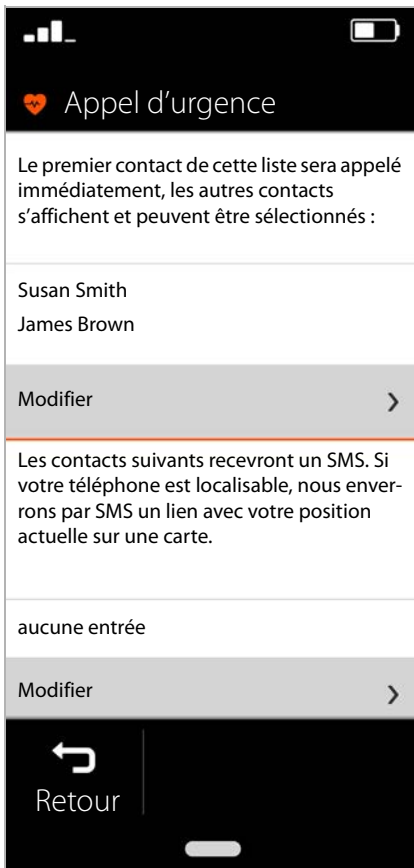 Appel d’urgence
Le premier contact de cette liste sera appelé
immédiatement, les autres contacts
s’affichent et peuvent être sélectionnés :
Susan Smith
James Brown
Modifier
Les contacts suivants recevront un SMS. Si
votre téléphone est localisable, nous enver-
rons par SMS un lien avec votre position
actuelle sur une carte.
aucune entrée
Modifier
Retour